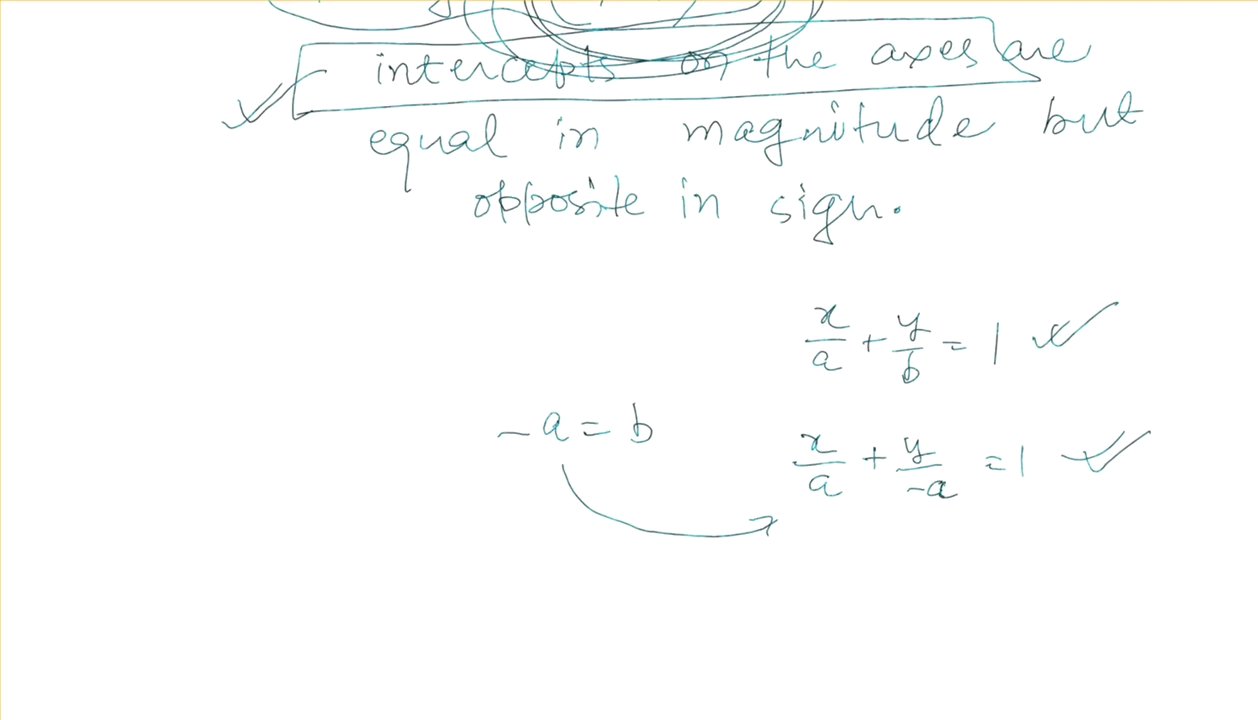 intercepts on the axes are
equal in magnitude but
opposite in sign.
x/a + y/b = 1
-a = b
x/a + y/-a = 1